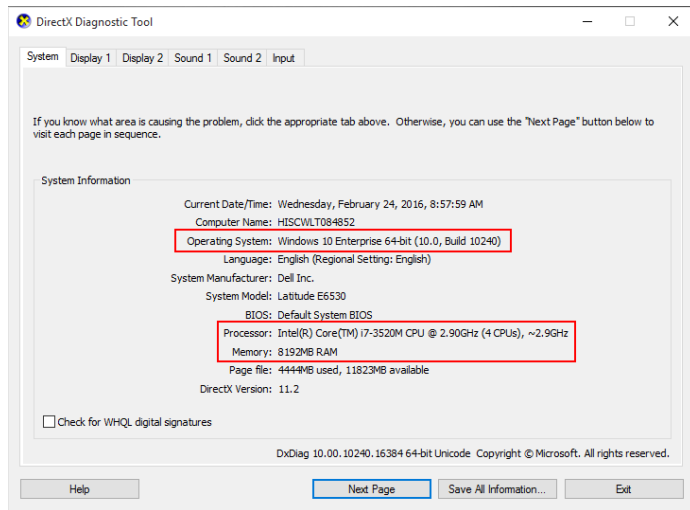 DirectX Diagnostic Tool
System Display 1 Display 2 Sound 1 Sound 2 Input
If you know what area is causing the problem, click the appropriate tab above.  Otherwise, you can use the "Next Page" button below to
visit each page in sequence.
System Information
Current Date/Time: Wednesday, February 24, 2016, 8:57:59 AM
Computer Name: HISCWLT084852
Operating System: Windows 10 Enterprise 64-bit (10.0, Build 10240)
Language: English (Regional Setting: English)
System Manufacturer: Dell Inc.
System Model: Latitude E6530
BIOS: Default System BIOS
Processor: Intel(R) Core(TM) i7-3520M CPU @ 2.90GHz (4 CPUs), ~2.9GHz
Memory: 8192MB RAM
Page file: 4444MB used, 11823MB available
DirectX Version: 11.2
Check for WHQL digital signatures
DxDiag 10.00.10240.16384 64-bit Unicode  Copyright © Microsoft. All rights reserved.
Help Next Page Save All Information... Exit